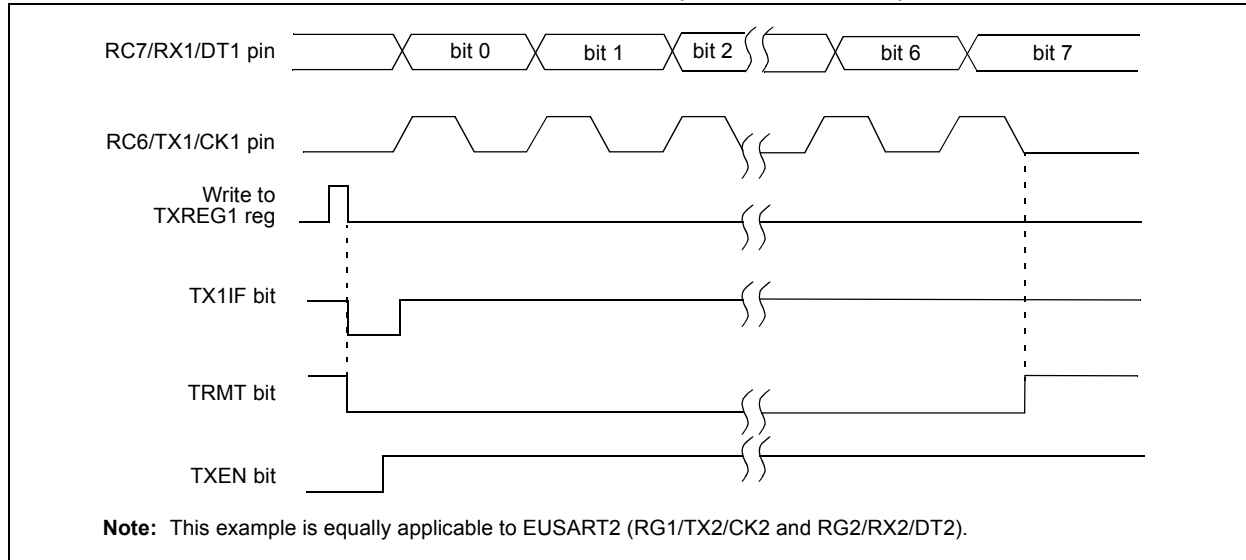 RC7/RX1/DT1 pin
bit 0
bit 1
bit 2
bit 6
bit 7
RC6/TX1/CK1 pin
Write to
TXREG1 reg
TX1IF bit
TRMT bit
TXEN bit
Note: This example is equally applicable to EUSART2 (RG1/TX2/CK2 and RG2/RX2/DT2).